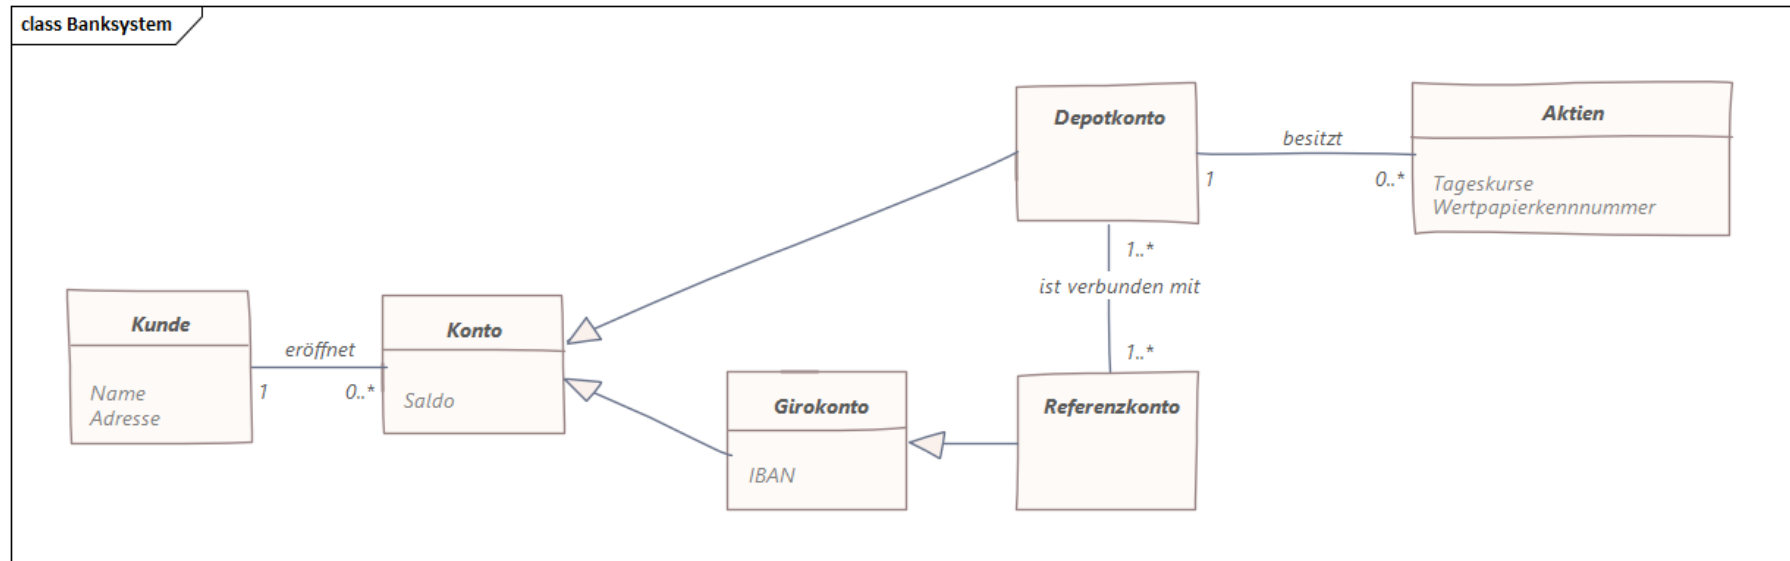 class Banksystem
Depotkonto
besitzt
1
0..*
Aktien
Tageskurse
Wertpapierkennnummer
1..*
ist verbunden mit
1..*
Kunde
Name
Adresse
eröffnet
1
0..*
Konto
Saldo
Girokonto
IBAN
Referenzkonto